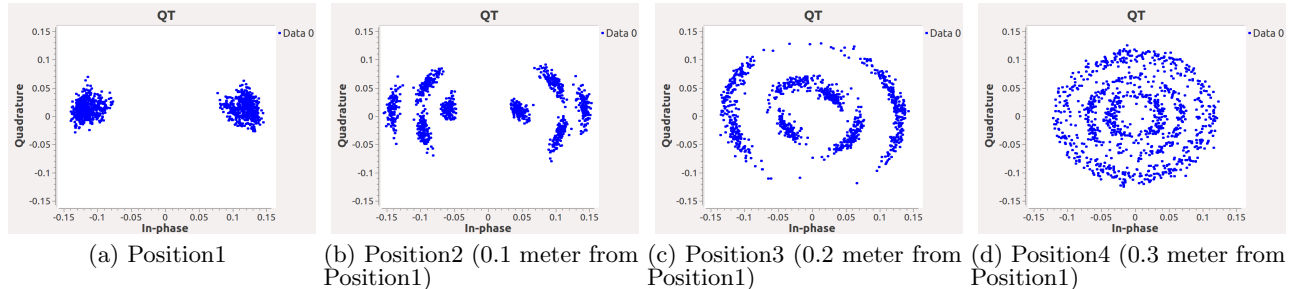 QT
Data 0
Quadrature
0.15
0.1
0.05
0
-0.05
-0.1
-0.15
-0.15 -0.1 -0.05 0 0.05 0.1 0.15
In-phase
(a) Position1
QT
Data 0
Quadrature
0.15
0.1
0.05
0
-0.05
-0.1
-0.15
-0.15 -0.1 -0.05 0 0.05 0.1 0.15
In-phase
(b) Position2 (0.1 meter from
Position1)
QT
Data 0
Quadrature
0.15
0.1
0.05
0
-0.05
-0.1
-0.15
-0.15 -0.1 -0.05 0 0.05 0.1 0.15
In-phase
(c) Position3 (0.2 meter from
Position1)
QT
Data 0
Quadrature
0.15
0.1
0.05
0
-0.05
-0.1
-0.15
-0.15 -0.1 -0.05 0 0.05 0.1 0.15
In-phase
(d) Position4 (0.3 meter from
Position1)